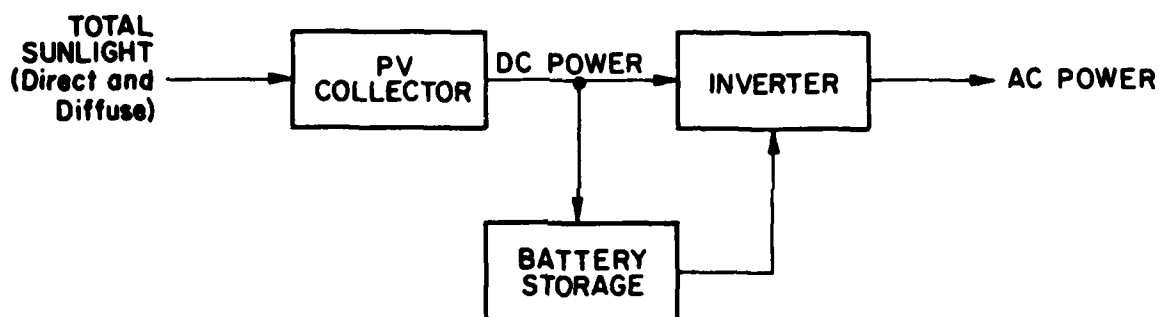 TOTAL
SUNLIGHT
(Direct and
Diffuse)
PV
COLLECTOR
DC POWER
INVERTER
AC POWER
BATTERY
STORAGE